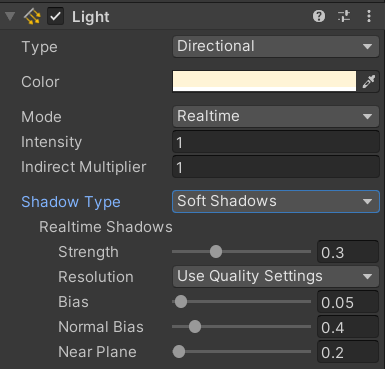 Light
Type Directional
Color
Mode Realtime
Intensity 1
Indirect Multiplier 1
Shadow Type Soft Shadows
Realtime Shadows
Strength 0.3
Resolution Use Quality Settings
Bias 0.05
Normal Bias 0.4
Near Plane 0.2